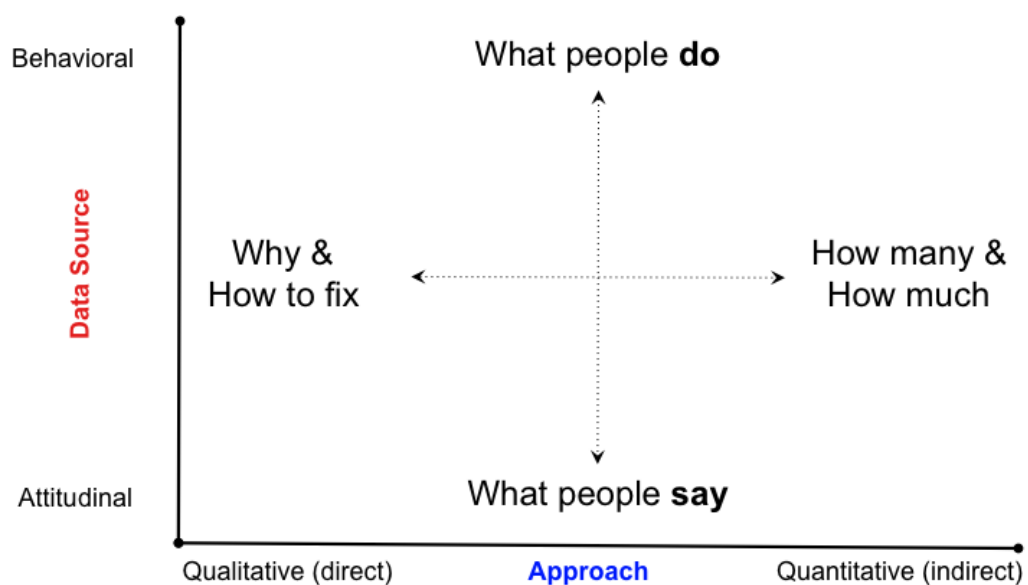 Behavioral
What people do
Data Source
Why &
How to fix
How many &
How much
Attitudinal
What people say
Qualitative (direct)
Approach
Quantitative (indirect)